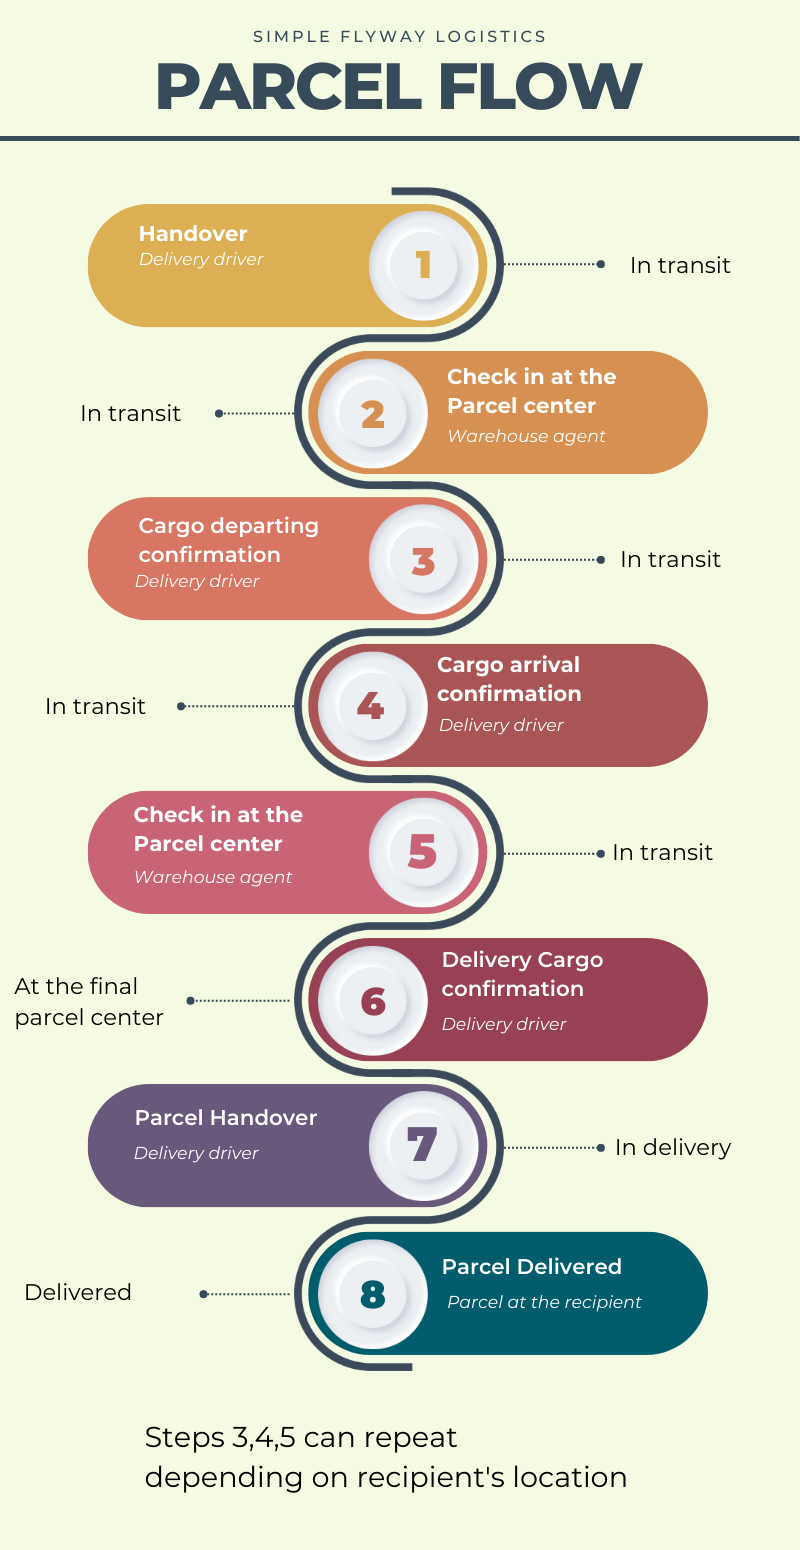 SIMPLE FLYWAY LOGISTICS
PARCEL FLOW
Handover
Delivery driver
1
In transit
In transit
2
Check in at the
Parcel center
Warehouse agent
Cargo departing
confirmation
Delivery driver
3
In transit
In transit
4
Cargo arrival
confirmation
Delivery driver
Check in at the
Parcel center
Warehouse agent
5
In transit
At the final
parcel center
6
Delivery Cargo
confirmation
Delivery driver
Parcel Handover
Delivery driver
7
In delivery
Delivered
8
Parcel Delivered
Parcel at the recipient
Steps 3,4,5 can repeat
depending on recipient's location